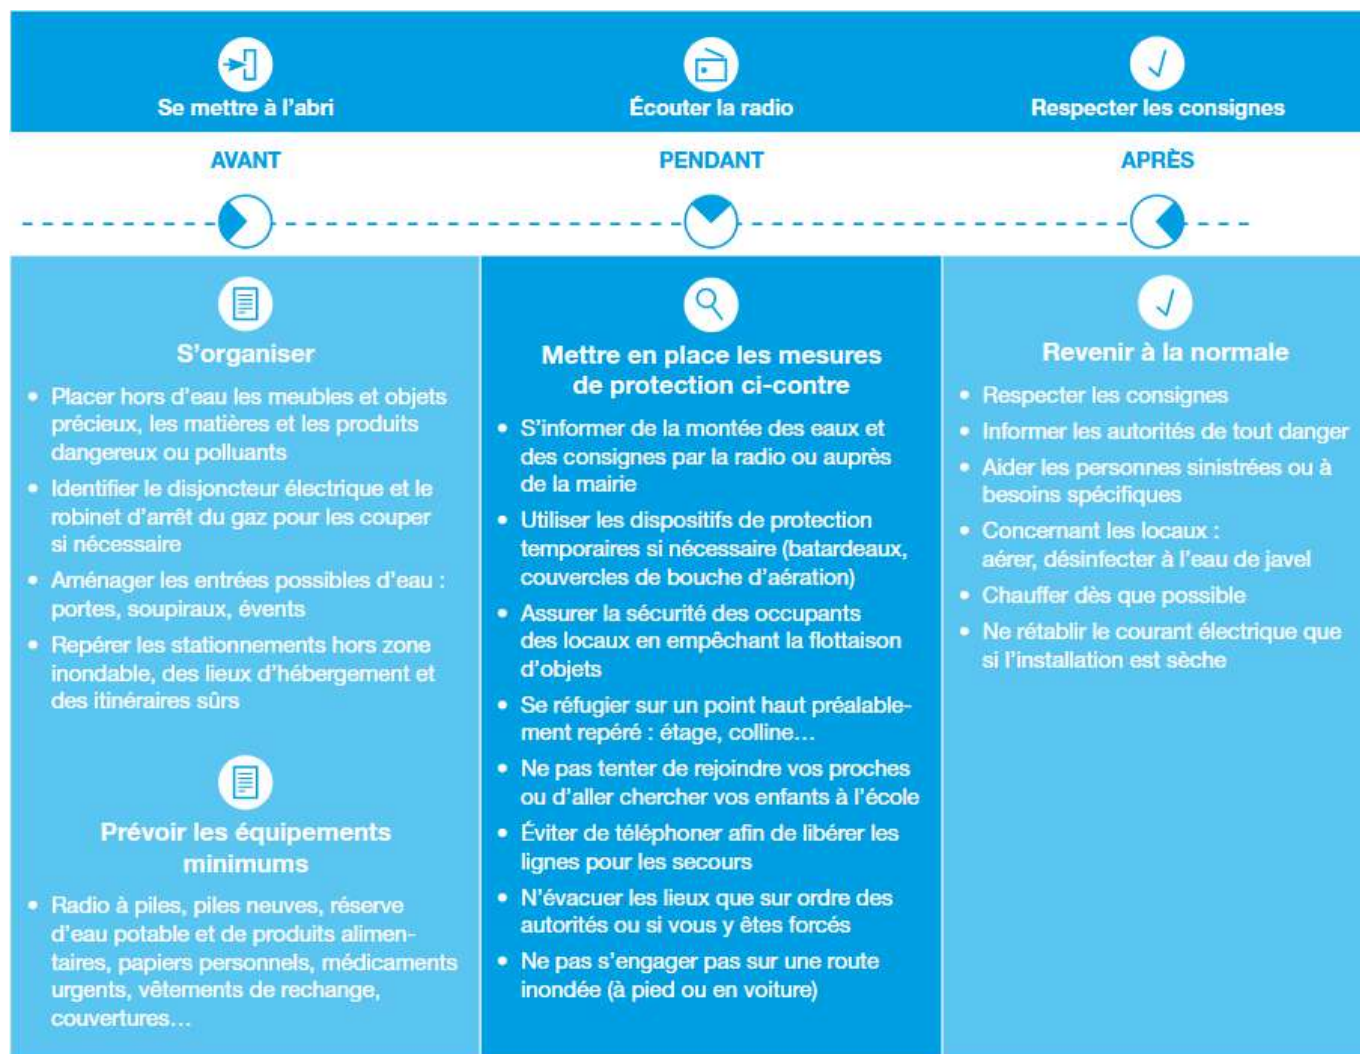 Se mettre à l'abri
Écouter la radio
Respecter les consignes
AVANT
PENDANT
APRÈS
S'organiser
• Placer hors d'eau les meubles et objets
précieux, les matières et les produits
dangereux ou polluants
• Identifier le disjoncteur électrique et le
robinet d'arrêt du gaz pour les couper
si nécessaire
• Aménager les entrées possibles d'eau :
portes, soupiraux, évents
• Repérer les stationnements hors zone
inondable, des lieux d'hébergement et
des itinéraires sûrs
Prévoir les équipements
minimums
• Radio à piles, piles neuves, réserve
d'eau potable et de produits alimen-
taires, papiers personnels, médicaments
urgents, vêtements de rechange,
couvertures…
Mettre en place les mesures
de protection ci-contre
• S'informer de la montée des eaux et
des consignes par la radio ou auprès
de la mairie
• Utiliser les dispositifs de protection
temporaires si nécessaire (batardeaux,
couvercles de bouche d'aération)
• Assurer la sécurité des occupants
des locaux en empêchant la flottaison
d'objets
• Se réfugier sur un point haut préalable-
ment repéré : étage, colline…
• Ne pas tenter de rejoindre vos proches
ou d'aller chercher vos enfants à l'école
• Éviter de téléphoner afin de libérer les
lignes pour les secours
• N'évacuer les lieux que sur ordre des
autorités ou si vous y êtes forcés
• Ne pas s'engager pas sur une route
inondée (à pied ou en voiture)
Revenir à la normale
• Respecter les consignes
• Informer les autorités de tout danger
• Aider les personnes sinistrées ou à
besoins spécifiques
• Concernant les locaux :
aérer, désinfecter à l'eau de javel
• Chauffer dès que possible
• Ne rétablir le courant électrique que
si l'installation est sèche